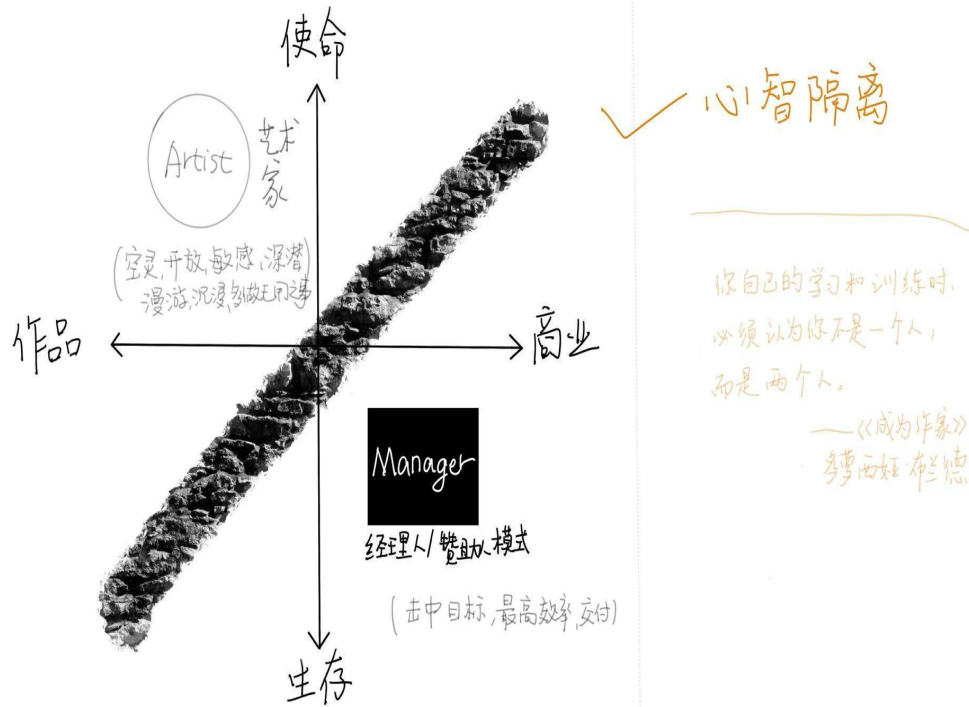 使命
Artist
艺术
家
(空灵,开放,敏感,深潜)
漫游,沉浸,多做无用之事
作品
商业
Manager
经理人/赞助人模式
(击中目标,最高效率,交付)
生存
心智隔离
你自己的学习和训练时,
必须认为你不是一个人,
而是两个人。
——《成为作家》
多萝西娅·布兰德